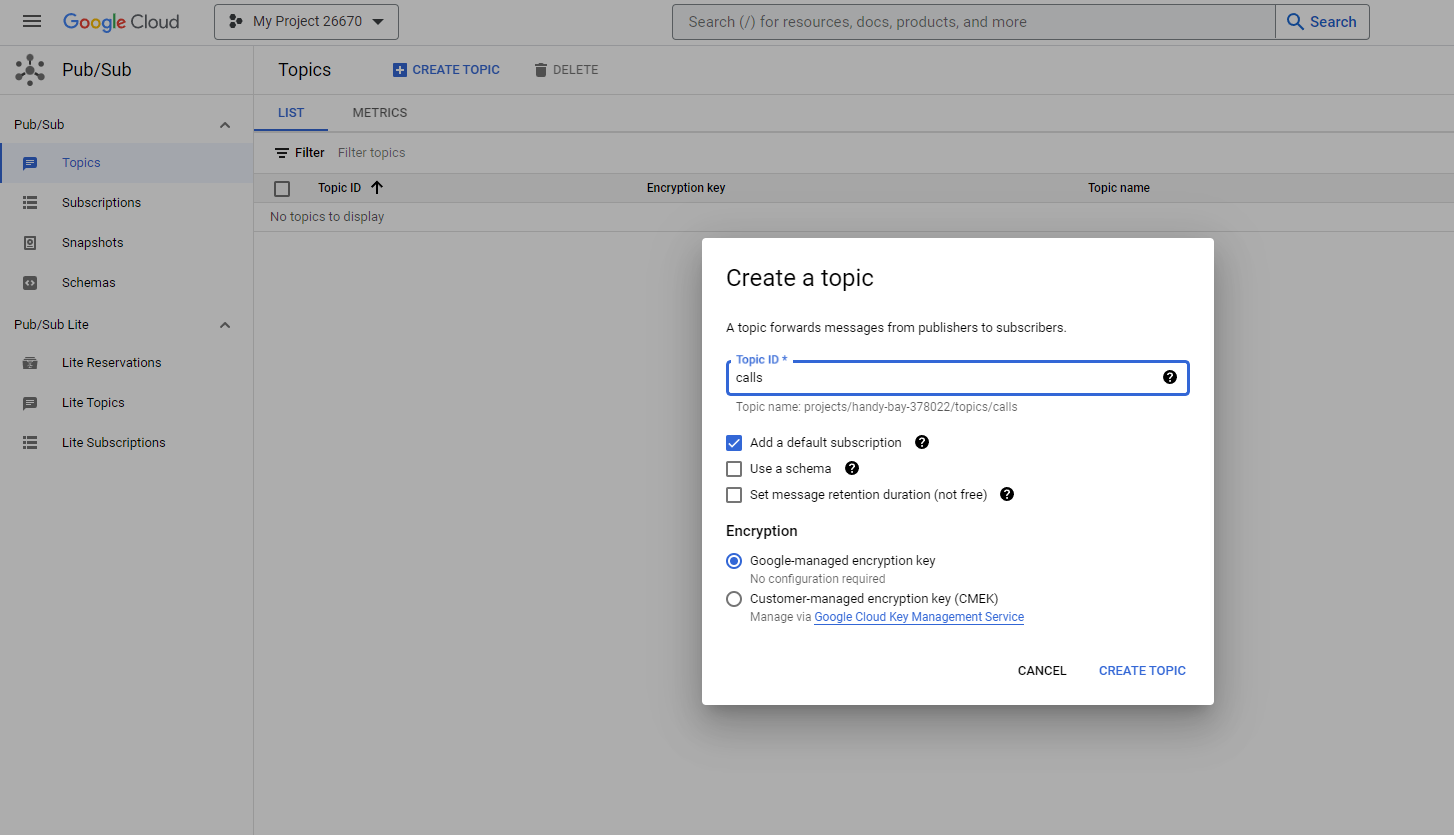 Google Cloud
My Project 26670
Search (/) for resources, docs, products, and more
Search
Pub/Sub
Topics
CREATE TOPIC
DELETE
Pub/Sub
Topics
Subscriptions
Snapshots
Schemas
Pub/Sub Lite
Lite Reservations
Lite Topics
Lite Subscriptions
LIST
METRICS
Filter
Filter topics
Topic ID
Encryption key
Topic name
No topics to display
Create a topic
A topic forwards messages from publishers to subscribers.
Topic ID *
calls
Topic name: projects/handy-bay-378022/topics/calls
Add a default subscription
Use a schema
Set message retention duration (not free)
Encryption
Google-managed encryption key
No configuration required
Customer-managed encryption key (CMEK)
Manage via Google Cloud Key Management Service
CANCEL
CREATE TOPIC